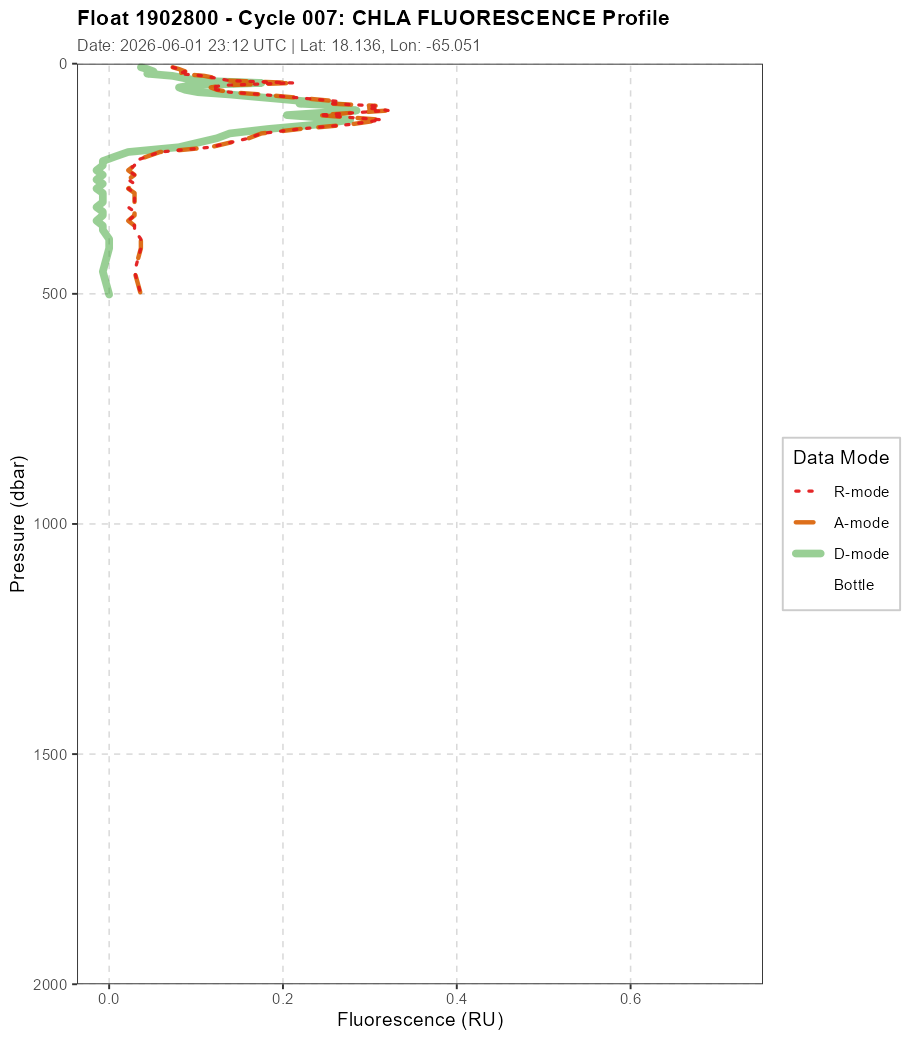 Float 1902800 - Cycle 007: CHLA FLUORESCENCE Profile
Date: 2026-06-01 23:12 UTC | Lat: 18.136, Lon: -65.051
0
500
1000
1500
2000
Pressure (dbar)
0.0 0.2 0.4 0.6
Fluorescence (RU)
Data Mode
R-mode
A-mode
D-mode
Bottle